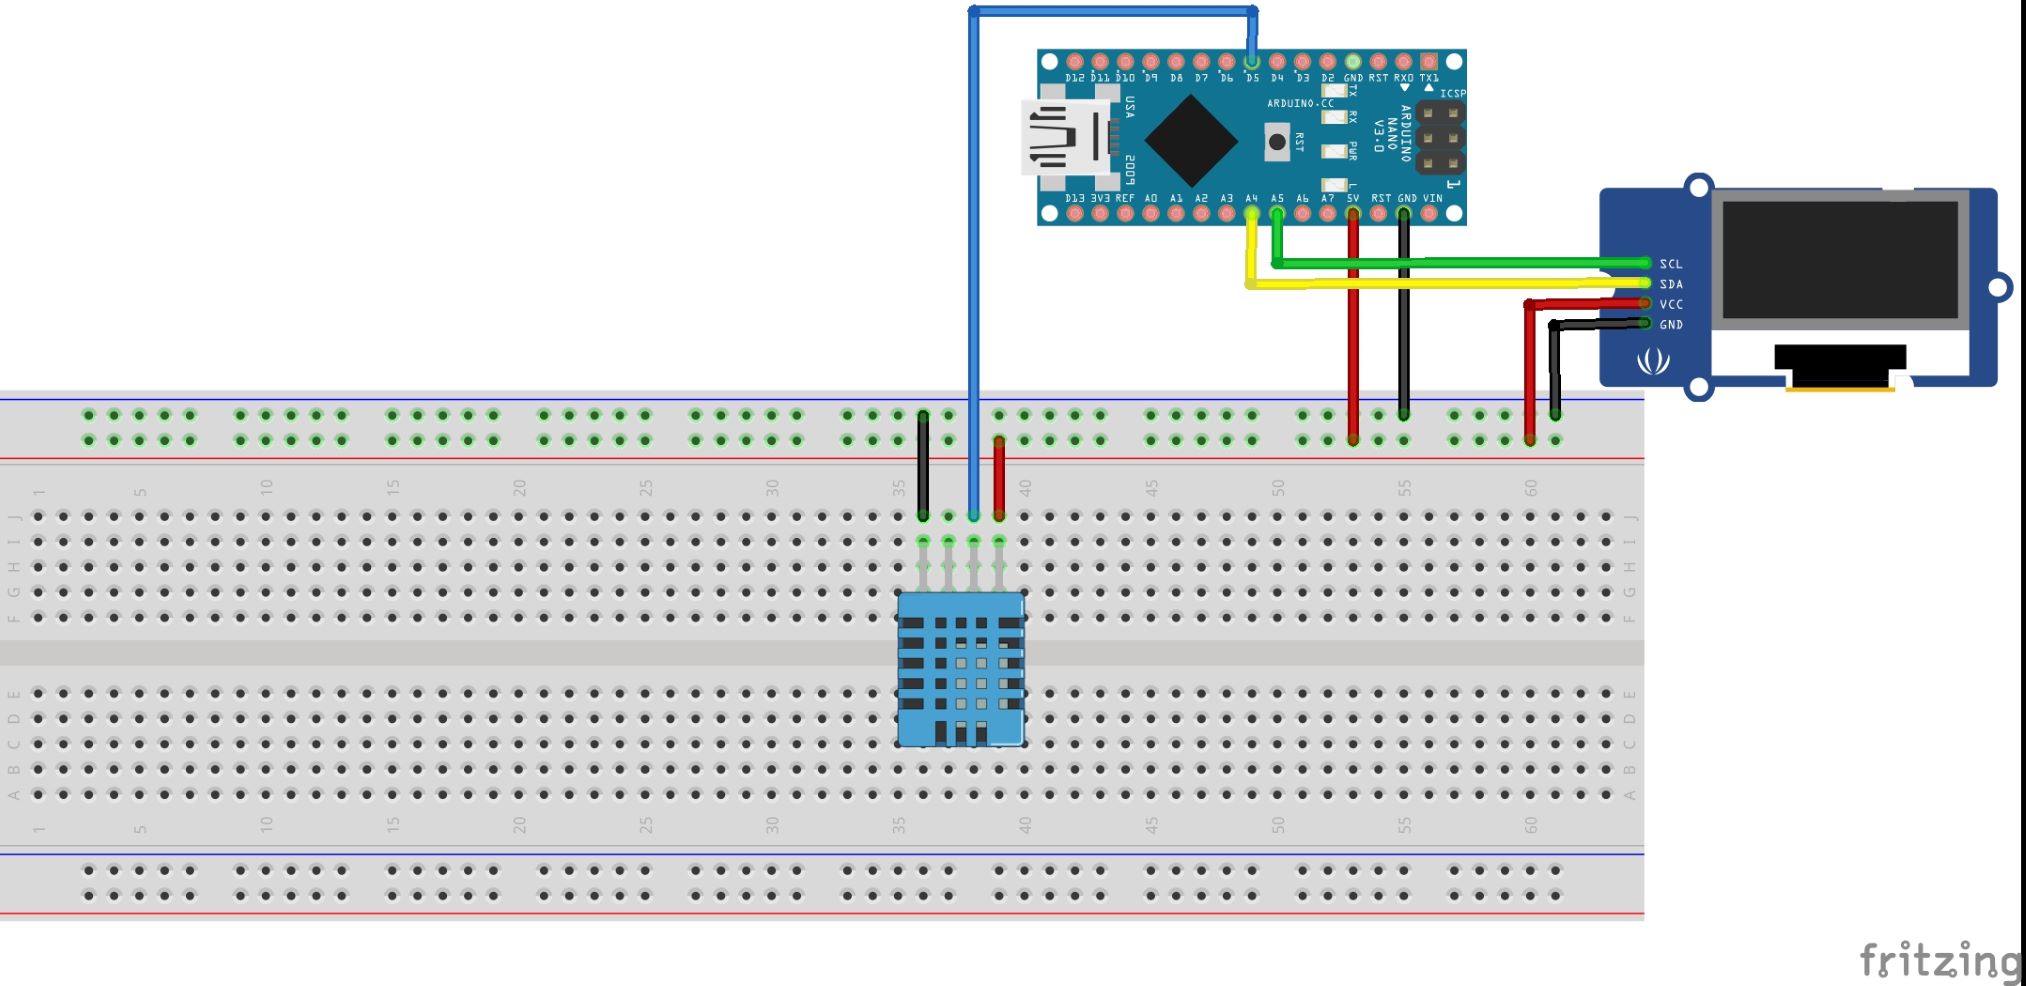 D12 D11 D10 D9 D8 D7 D6 D5 D4 D3 D2 GND RST RX0 TX1
ICSP
USA
ARDUINO.CC
TX
RX
RST
PWR
L
ARDUINO
NANO
V3.0
2005
1
D13 3V3 REF A0 A1 A2 A3 A4 A5 A6 A7 5V RST GND VIN
SCL
SDA
VCC
GND
1 5 10 15 20 25 30 35 40 45 50 55 60
J J
I I
H H
G G
F F
E E
D D
C C
B B
A A
1 5 10 15 20 25 30 35 40 45 50 55 60
fritzing